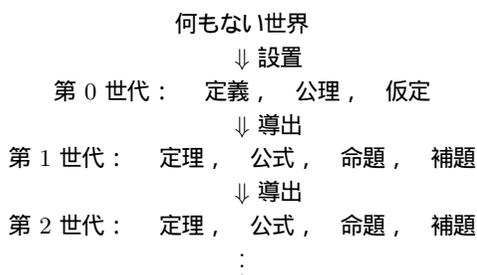 何もない世界
⇓ 設置
第 0 世代： 定義， 公理， 仮定
⇓ 導出
第 1 世代： 定理， 公式， 命題， 補題
⇓ 導出
第 2 世代： 定理， 公式， 命題， 補題
⋮